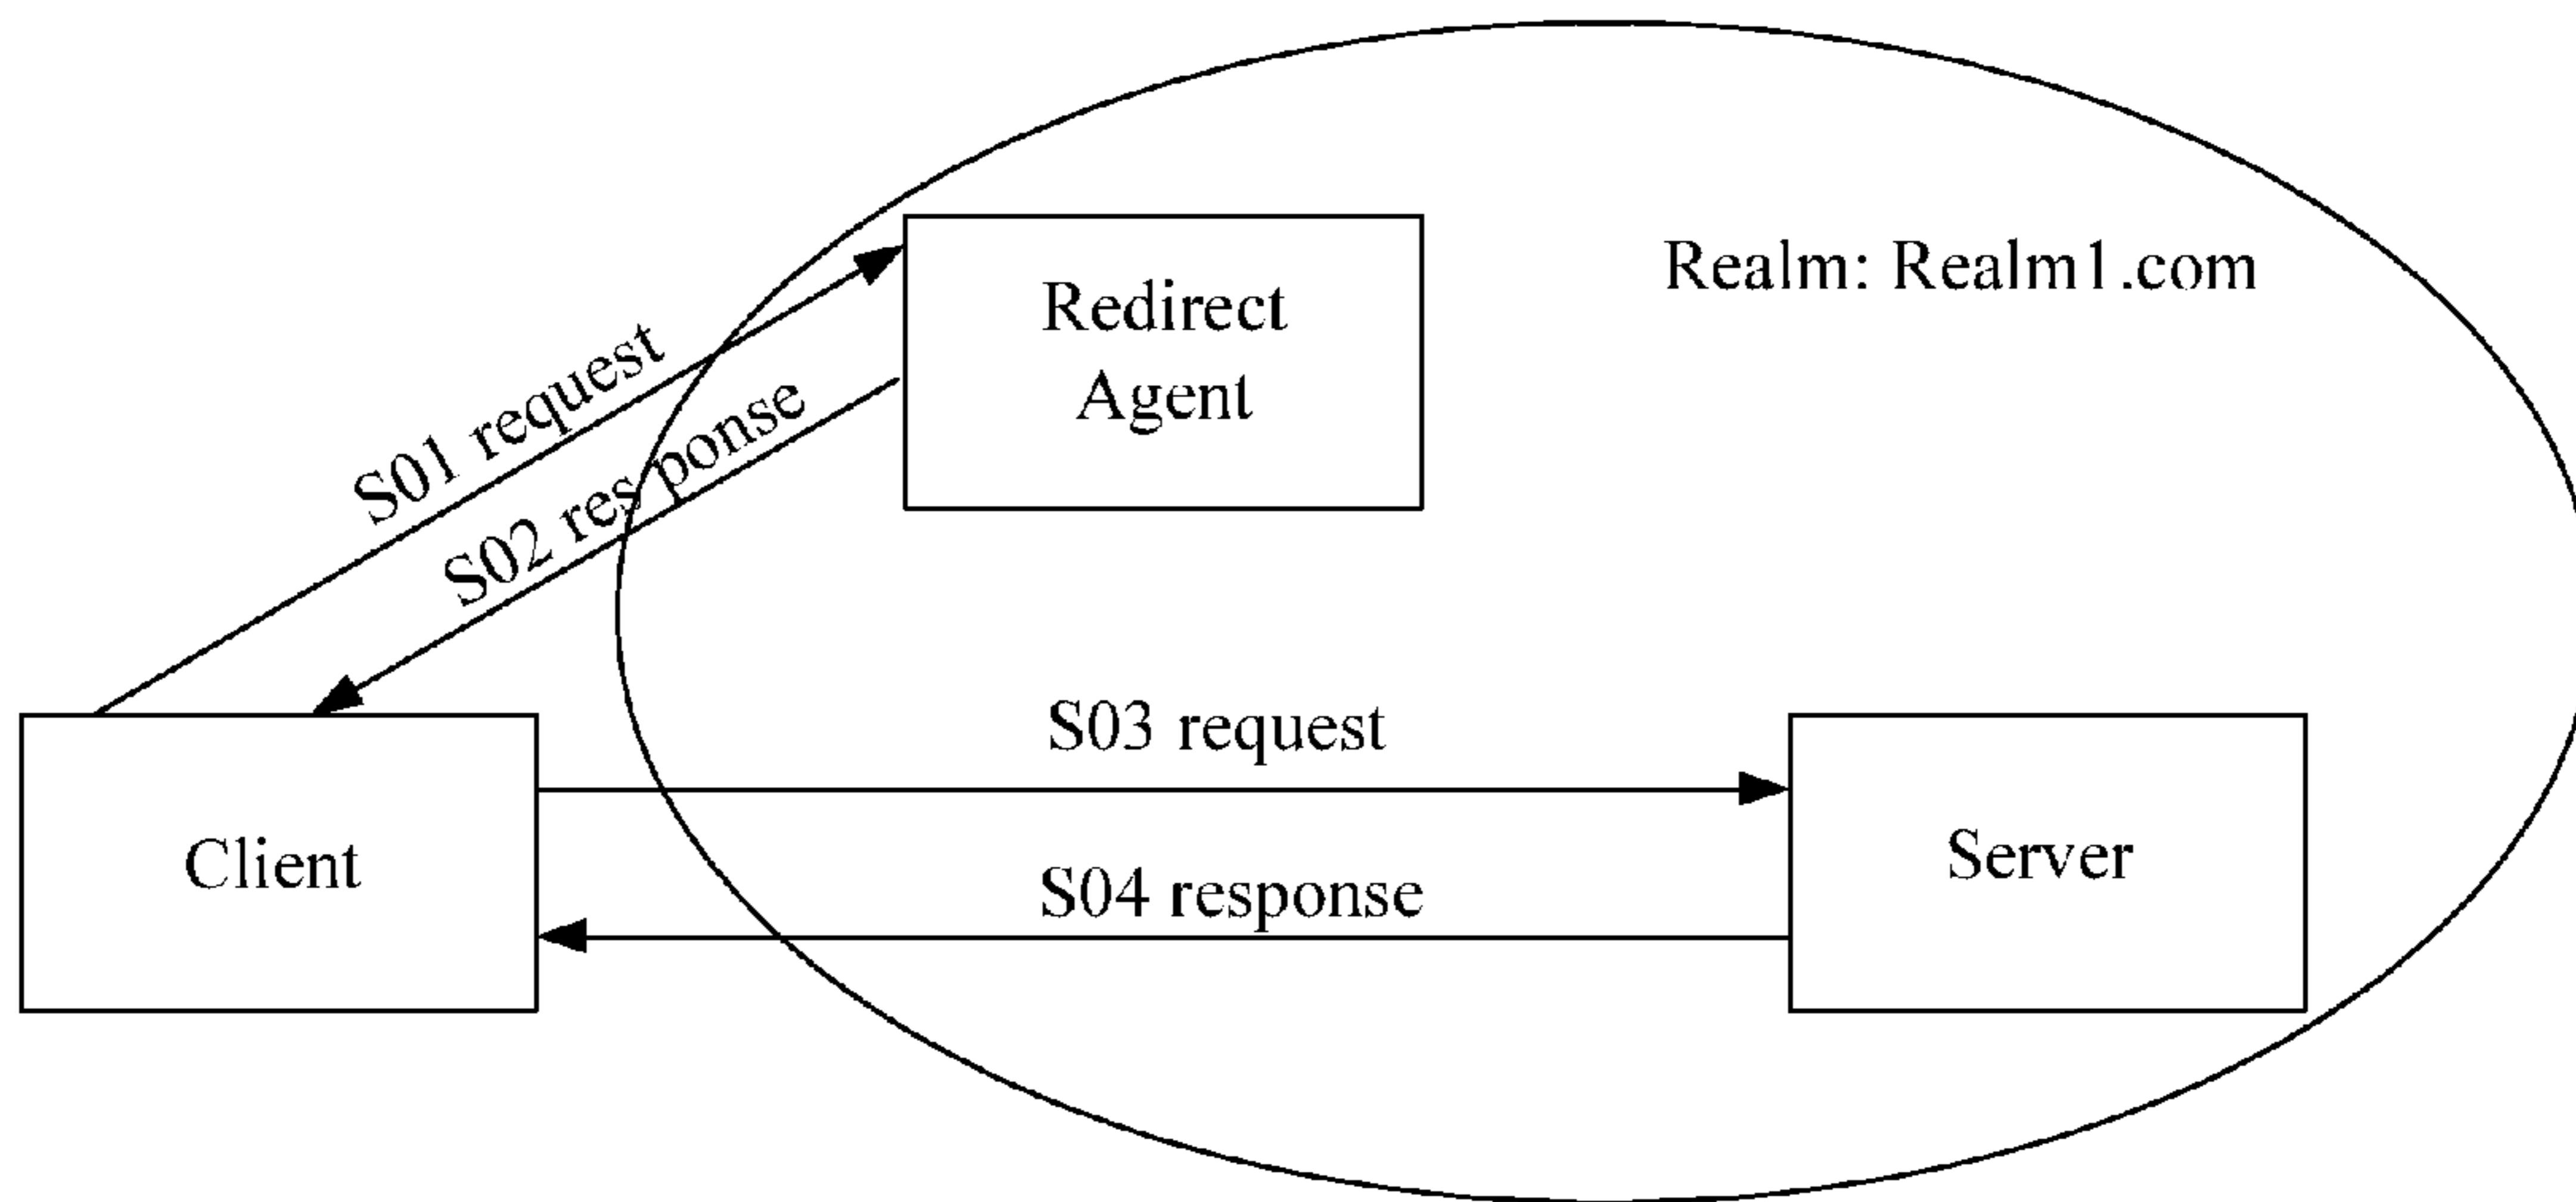 Realm: Realm1.com
Redirect
Agent
S01 request
S02 response
S03 request
Client
Server
S04 response